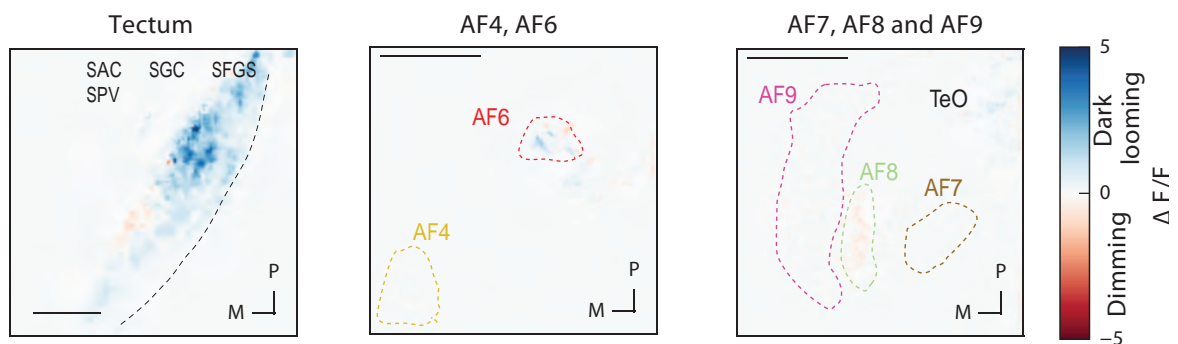 Tectum
SAC SGC SFGS
SPV
P
M
AF4, AF6
AF6
AF4
P
M
AF7, AF8 and AF9
AF9
TeO
AF8
AF7
P
M
5
Dark
looming
0
Dimming
−5
Δ F/F